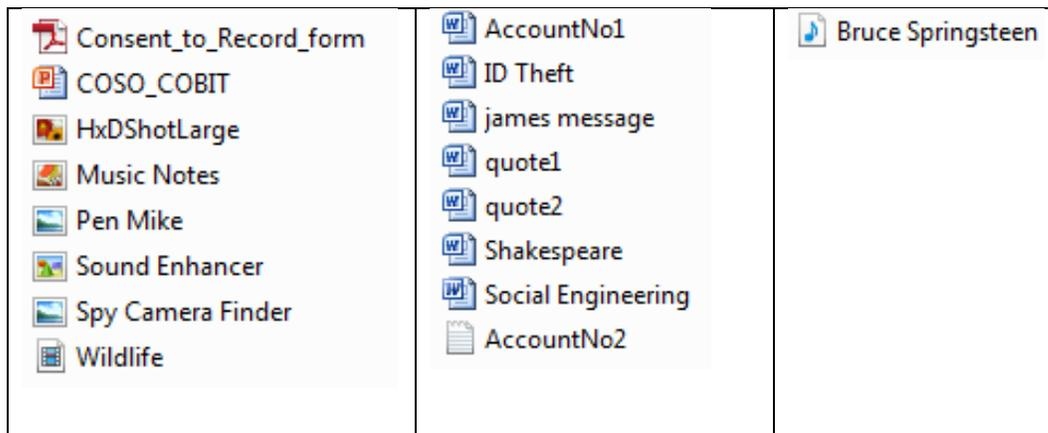 Consent_to_Record_form
COSO_COBIT
HxDShotLarge
Music Notes
Pen Mike
Sound Enhancer
Spy Camera Finder
Wildlife
AccountNo1
ID Theft
james message
quote1
quote2
Shakespeare
Social Engineering
AccountNo2
Bruce Springsteen